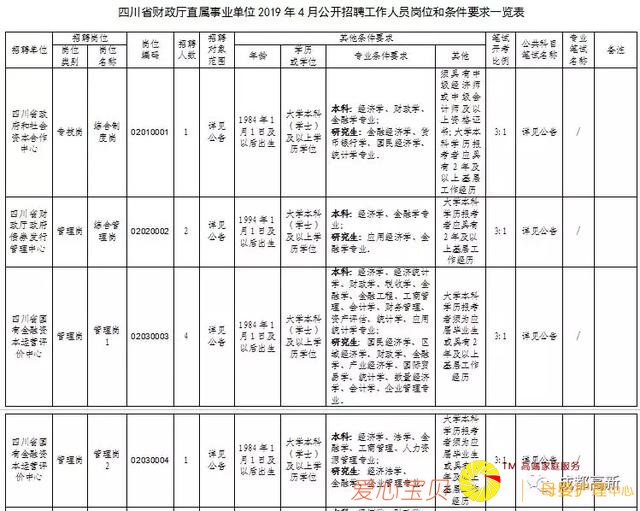 四川省财政厅直属事业单位 2019 年 4 月公开招聘工作人员岗位和条件要求一览表
招聘单位
招聘岗位
岗位类别
岗位名称
岗位编码
招聘人数
招聘对象范围
其他条件要求
年龄
学历或学位
专业条件要求
其他
笔试开考比例
公共科目笔试名称
专业笔试名称
备注
四川省政
府和社会
资本合作
中心
专技岗
综合制
度岗
02010001
1
详见
公告
1984 年 1
月 1 日及
以后出生
大学本科
（学士）
及以上学
历学位
本科：经济学、财政学、
金融学专业；
研究生：金融经济学、货
币银行学、国民经济学、
统计学专业。
须具有中
级经济师
或中级会
计师及以
上资格证
书；大学本
科学历报
考者应具
有 2 年及
以上基层
工作经历
3:1
详见公告
/
四川省财
政厅政府
债券发行
管理中心
管理岗
综合管
理岗
02020002
2
详见
公告
1994 年 1
月 1 日及
以后出生
大学本科
（学士）
及以上学
历学位
本科：经济学、金融学专
业；
研究生：应用经济学、金
融学专业。
大学本科
学历报考
者应具有
2 年及以
上基层工
作经历
3:1
详见公告
/
四川省国
有金融资
本运营评
价中心
管理岗
管理岗
1
02030003
4
详见
公告
1984 年 1
月 1 日及
以后出生
大学本科
（学士）
及以上学
历学位
本科：经济学、经济统计
学、财政学、税收学、金
融学、金融工程、工商管
理、会计学、财务管理、
资产评估、统计学、应用
统计学专业；
研究生：国民经济学、区
域经济学、财政学、金融
学、产业经济学、国际贸
易学、统计学、数量经济
学、会计学、企业管理专
业。
大学本科
学历报考
者须为应
届毕业生
或具有 2
年及以上
基层工作
经历
3:1
详见公告
/
四川省国
有金融资
本运营评
价中心
管理岗
管理岗
2
02030004
1
详见
公告
1984 年 1
月 1 日及
以后出生
大学本科
（学士）
及以上学
历学位
本科：经济学、法学、金
融学、工商管理、人力资
源管理专业；
研究生：经济法学、
金融学、企业管理专业。
大学本科
学历报考
者须为应
届毕业生
3:1
详见公告
/
TM 高端家庭服务
爱心宝贝
母婴护理中心
成都高新